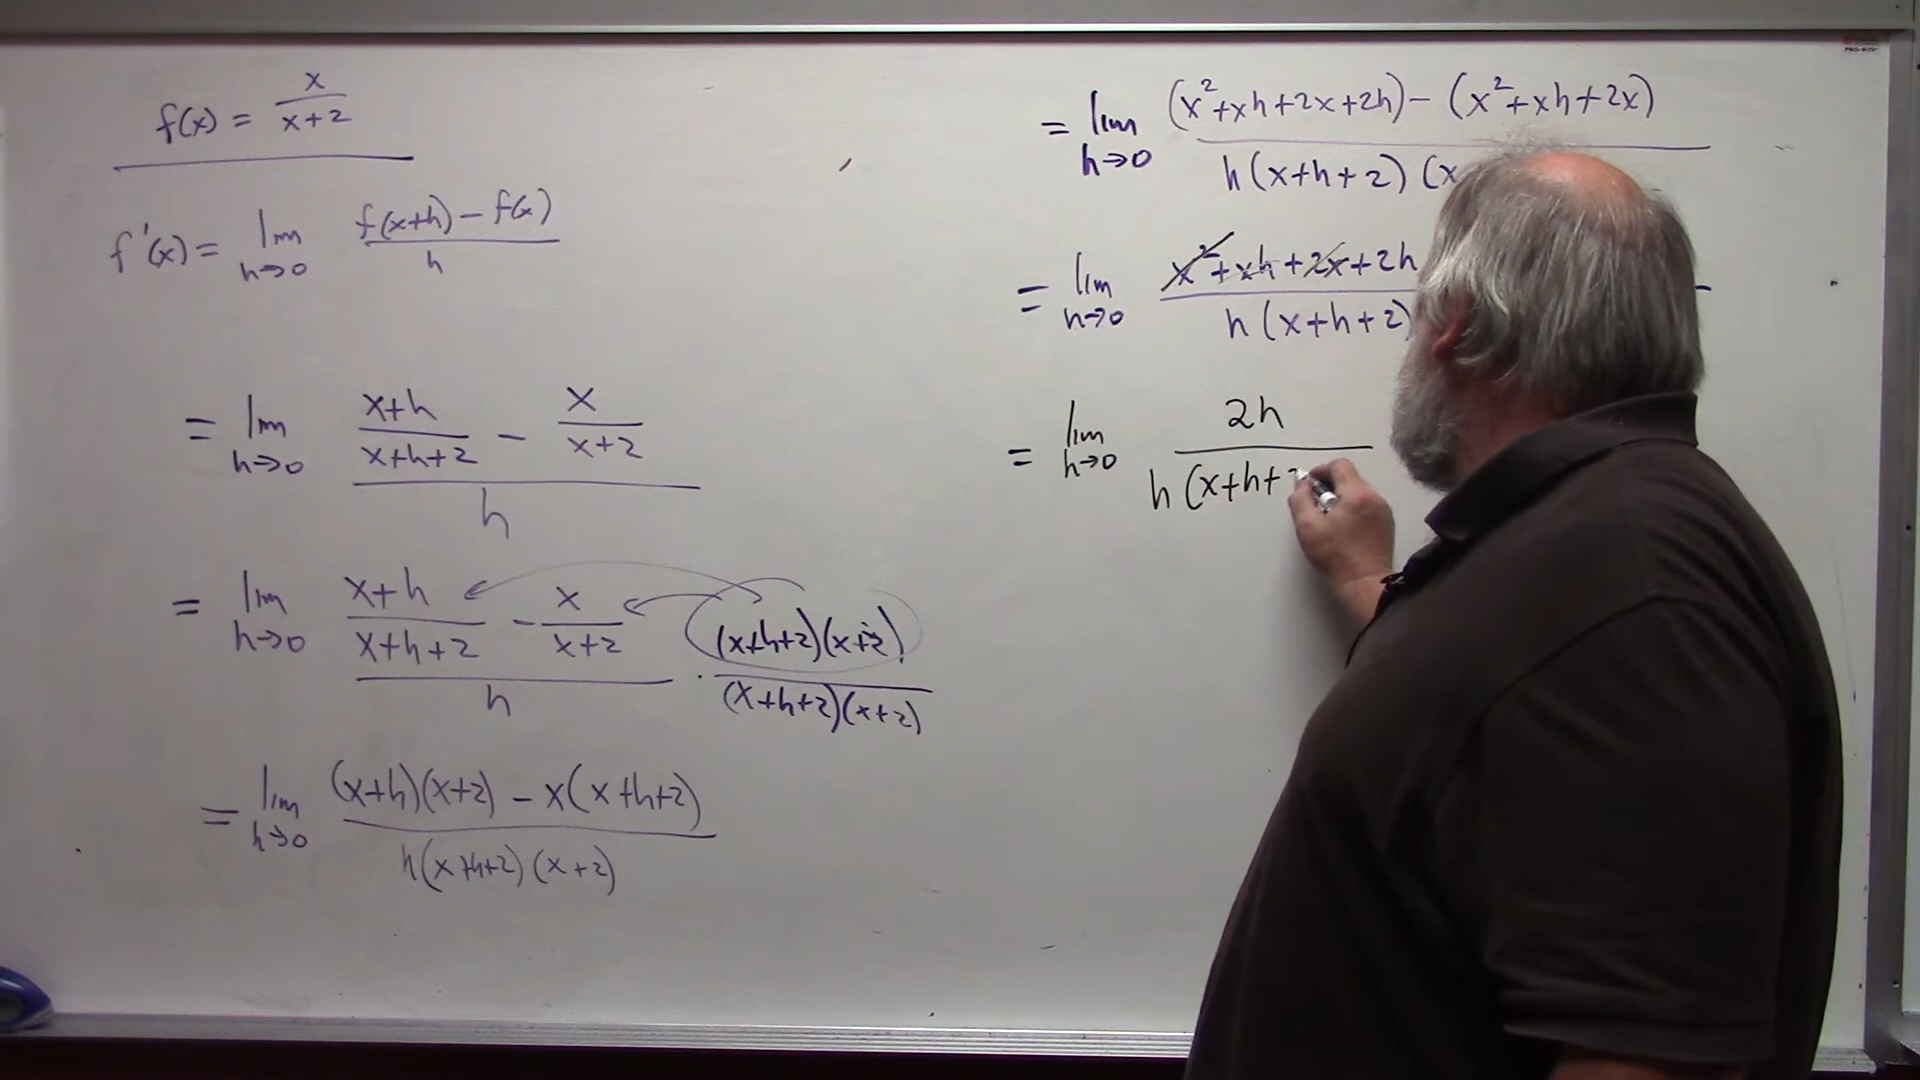 x
f(x) = x+2
f'(x) = lim f(x+h) - f(x)
h→0 h
= lim x+h - x
h→0 x+h+2 x+2
h
= lim x+h - x (x+h+2)(x+2)
h→0 x+h+2 x+2 · (x+h+2)(x+2)
h
= lim (x+h)(x+2) - x(x+h+2)
h→0 h(x+h+2)(x+2)
= lim (x²+xh+2x+2h) - (x²+xh+2x)
h→0 h(x+h+2)(x
= lim x²+xh+2x+2h
h→0 h(x+h+2)
= lim 2h
h→0 h(x+h+